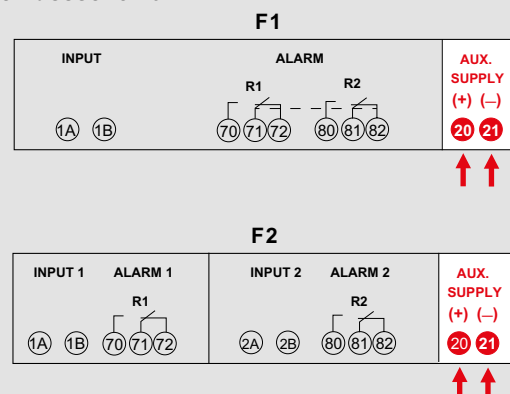 F1
INPUT ALARM AUX.
SUPPLY
R1 R2
(+) (–)
1A 1B 70 71 72 80 81 82 20 21
F2
INPUT 1 ALARM 1 INPUT 2 ALARM 2 AUX.
SUPPLY
R1 R2
(+) (–)
1A 1B 70 71 72 2A 2B 80 81 82 20 21